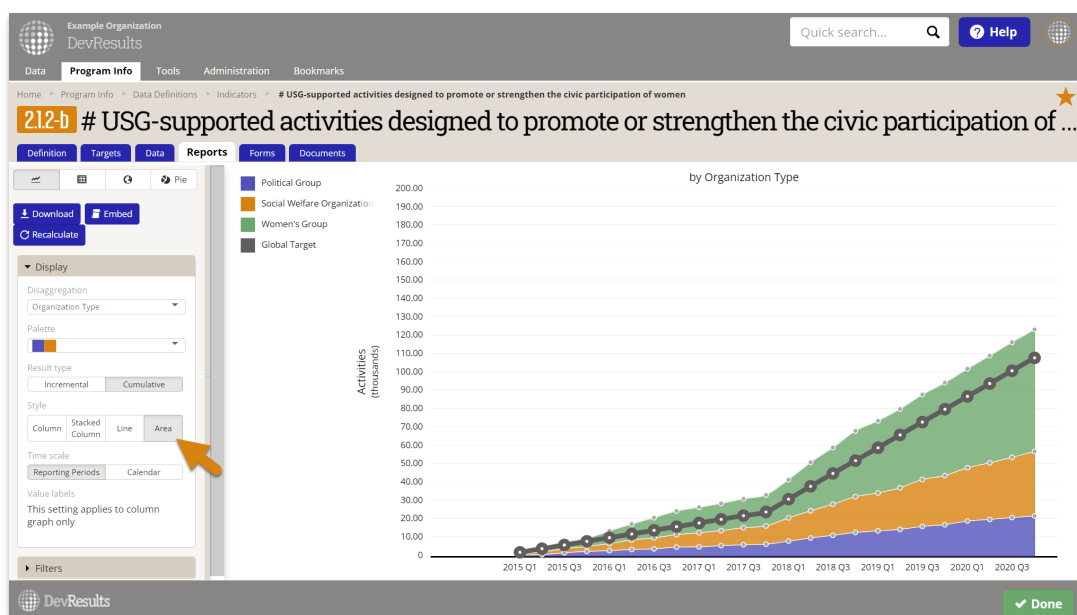 Example Organization
DevResults
Quick search...
Help
Data Program Info Tools Administration Bookmarks
Home Program Info Data Definitions Indicators # USG-supported activities designed to promote or strengthen the civic participation of women
2.1.2-b # USG-supported activities designed to promote or strengthen the civic participation of ...
Definition Targets Data Reports Forms Documents
Pie
Download Embed
Recalculate
Display
Disaggregation
Organization Type
Palette
Result type
Incremental Cumulative
Style
Column Stacked Column Line Area
Time scale
Reporting Periods Calendar
Value labels
This setting applies to column
graph only
Filters
Political Group
Social Welfare Organization
Women's Group
Global Target
by Organization Type
Activities
(thousands)
200.00
190.00
180.00
170.00
160.00
150.00
140.00
130.00
120.00
110.00
100.00
90.00
80.00
70.00
60.00
50.00
40.00
30.00
20.00
10.00
0
2015 Q1 2015 Q3 2016 Q1 2016 Q3 2017 Q1 2017 Q3 2018 Q1 2018 Q3 2019 Q1 2019 Q3 2020 Q1 2020 Q3
DevResults
Done